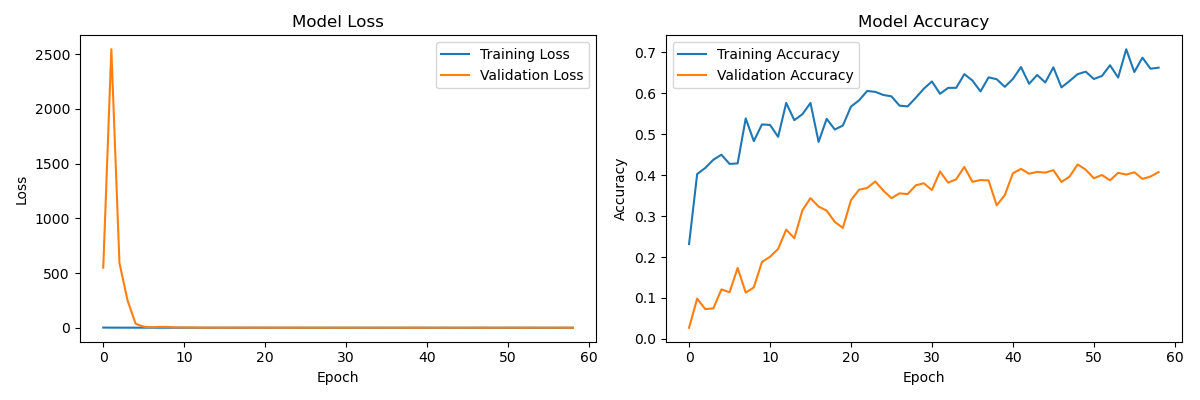 Model Loss
Training Loss
Validation Loss
2500
2000
1500
1000
500
0
Loss
0 10 20 30 40 50 60
Epoch
Model Accuracy
Training Accuracy
Validation Accuracy
0.7
0.6
0.5
0.4
0.3
0.2
0.1
0.0
Accuracy
0 10 20 30 40 50 60
Epoch